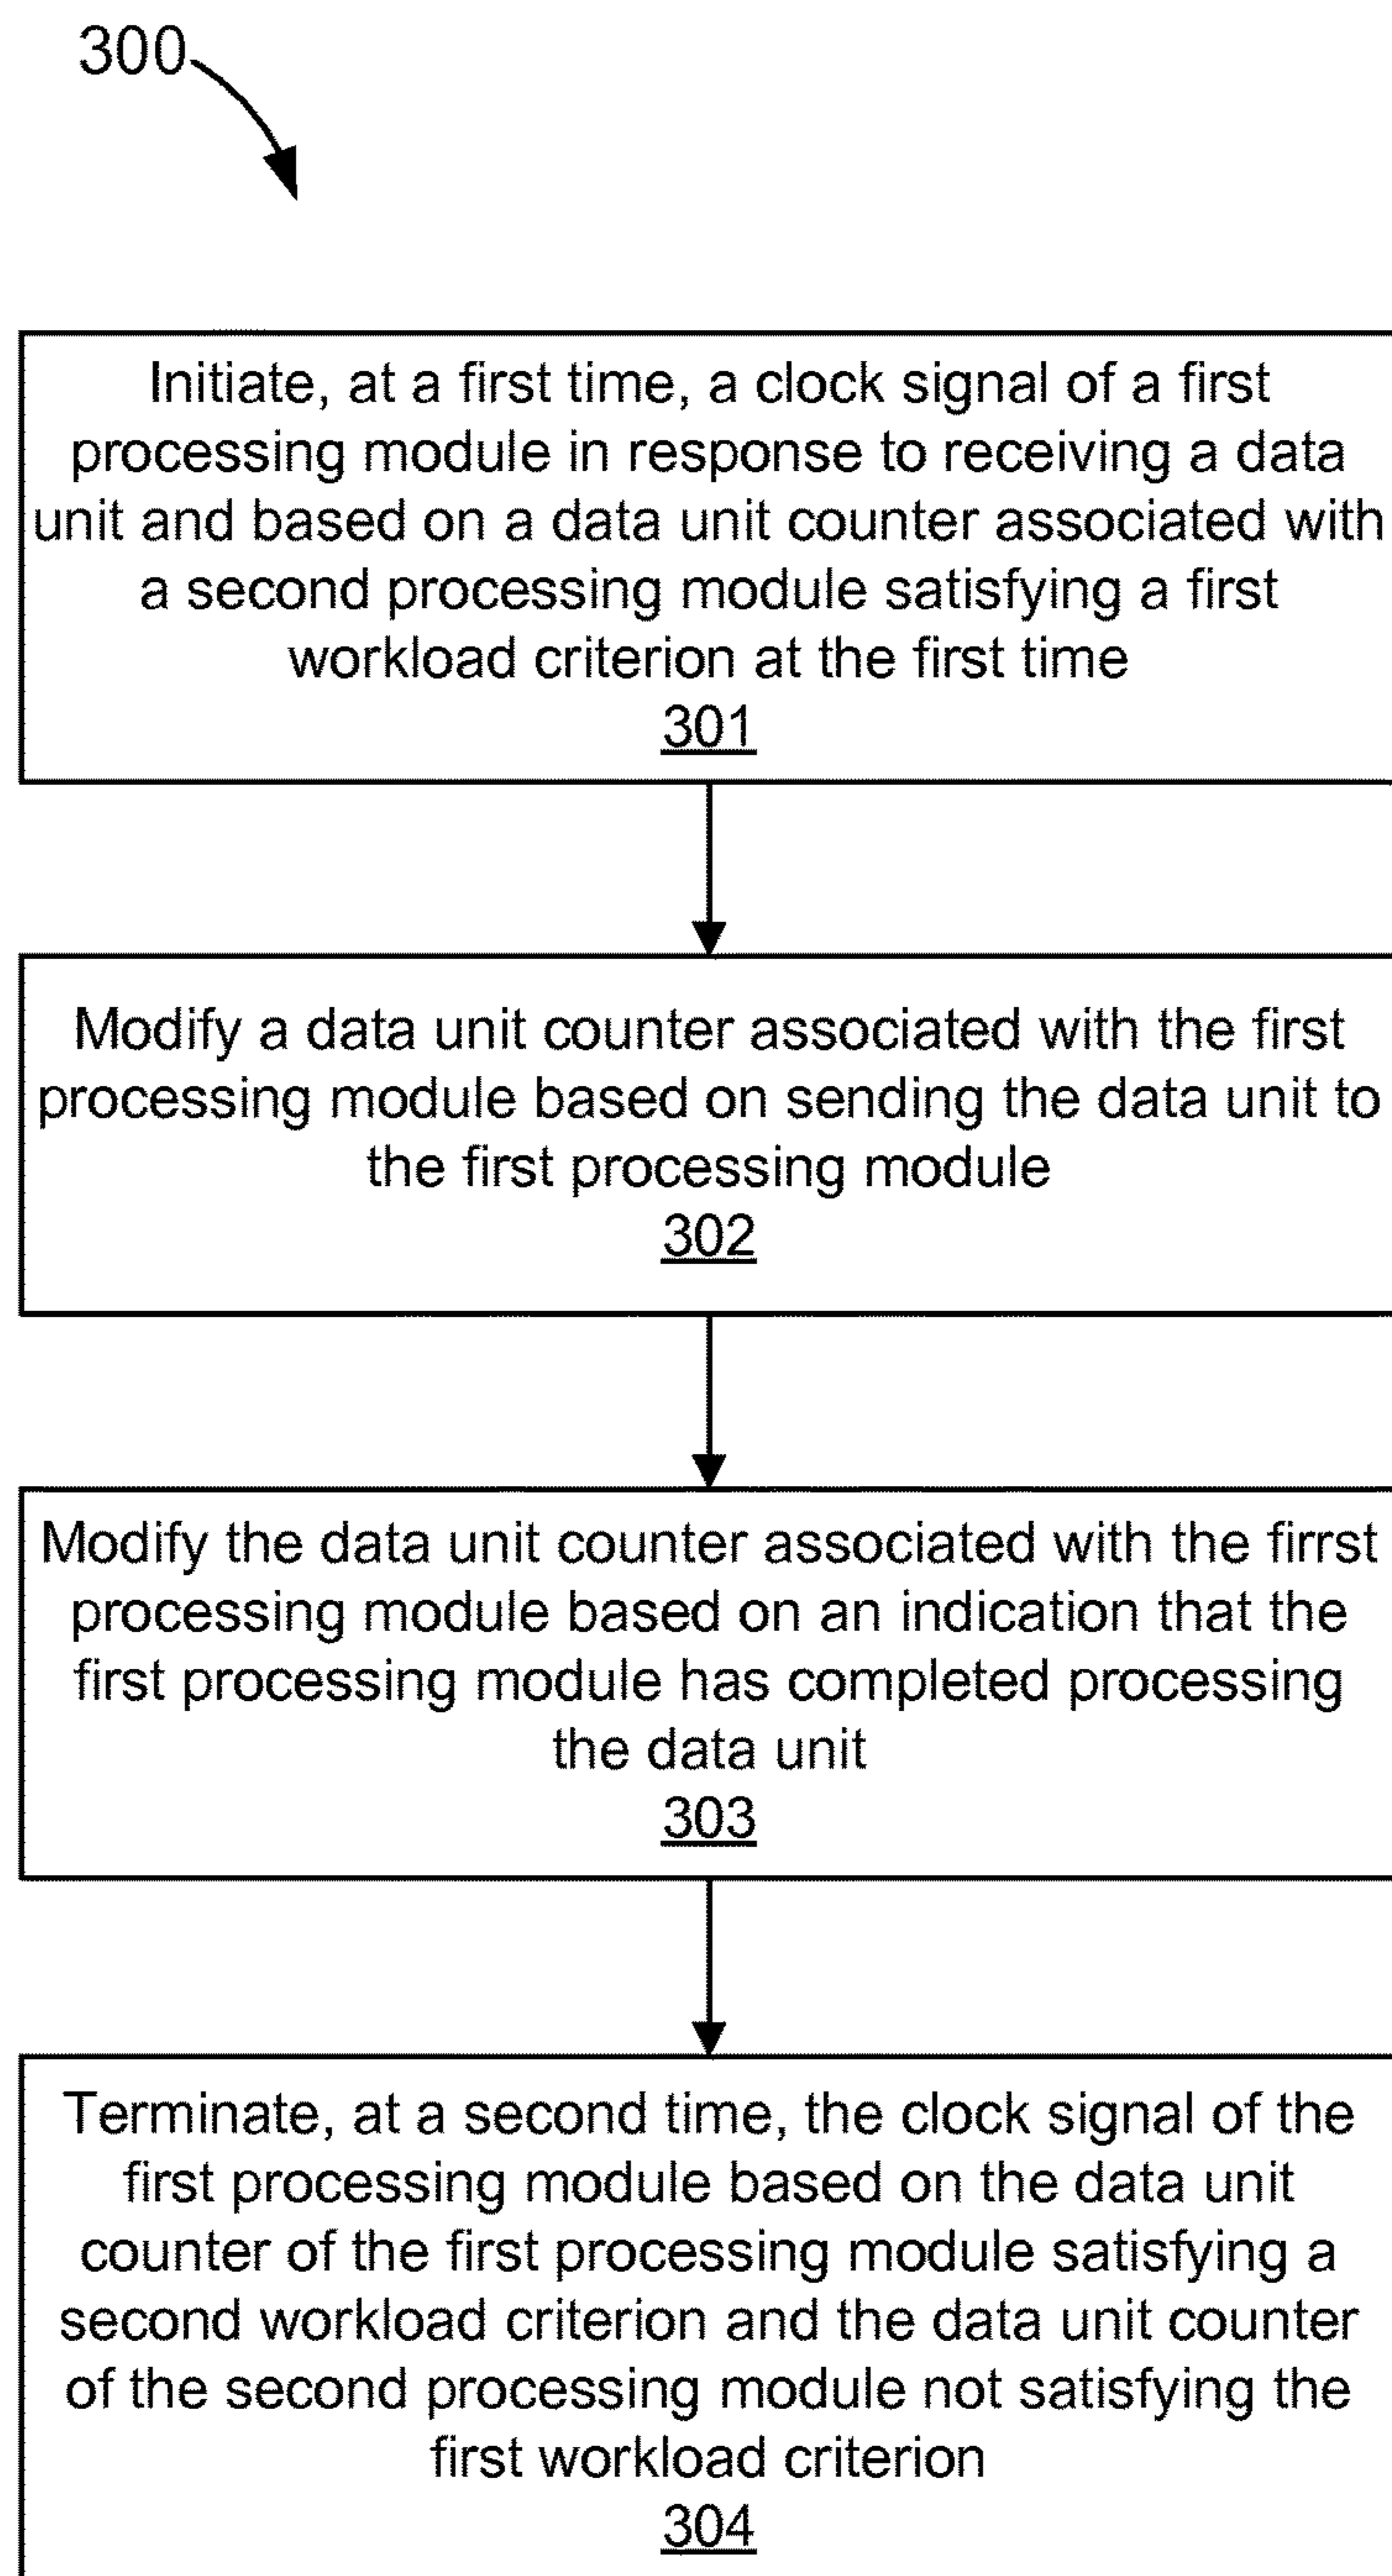 300
Initiate, at a first time, a clock signal of a first
processing module in response to receiving a data
unit and based on a data unit counter associated with
a second processing module satisfying a first
workload criterion at the first time
301
Modify a data unit counter associated with the first
processing module based on sending the data unit to
the first processing module
302
Modify the data unit counter associated with the firrst
processing module based on an indication that the
first processing module has completed processing
the data unit
303
Terminate, at a second time, the clock signal of the
first processing module based on the data unit
counter of the first processing module satisfying a
second workload criterion and the data unit counter
of the second processing module not satisfying the
first workload criterion
304